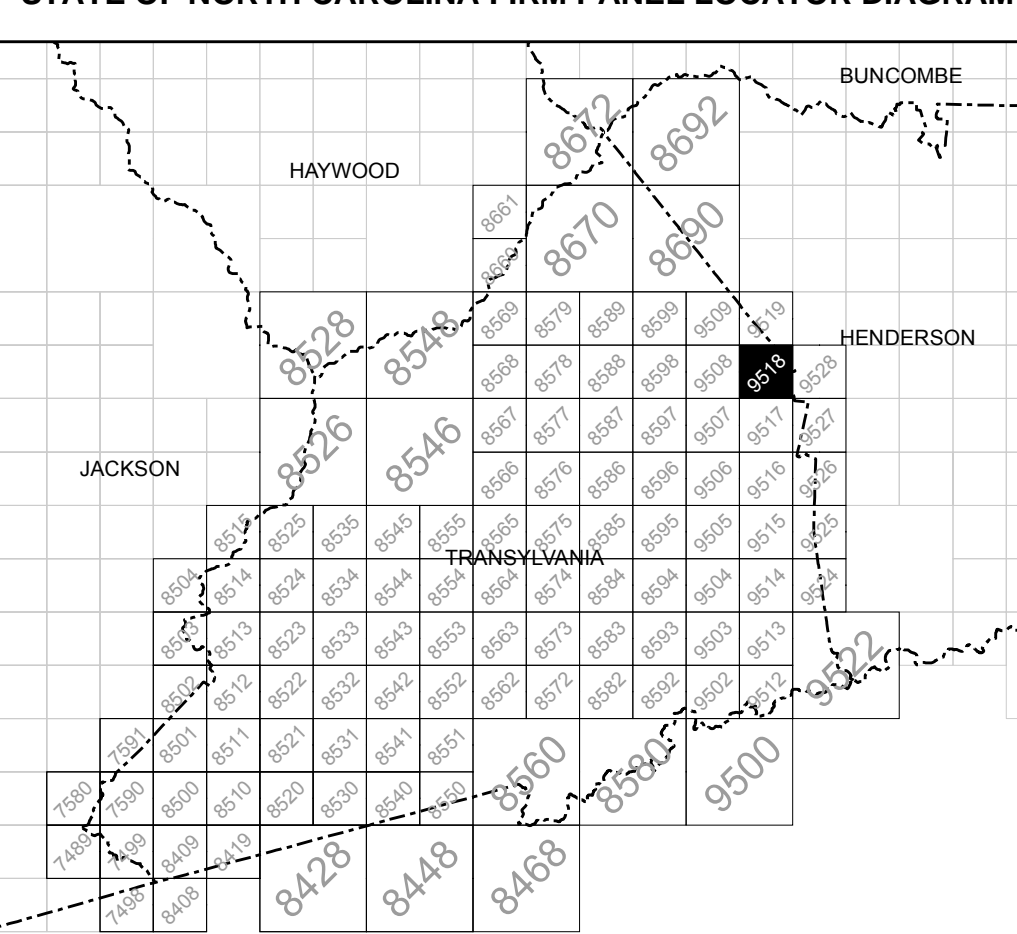 STATE OF NORTH CAROLINA FIRM PANEL LOCATOR DIAGRAM
BUNCOMBE
8672 8692
HAYWOOD
8661
8670 8690
8660
8569 8579 8589 8599 9509 9519
8528 8548
HENDERSON
8568 8578 8588 8598 9508 9518 9528
8567 8577 8587 8597 9507 9517 9527
8526 8546
JACKSON
8566 8576 8586 8596 9506 9516 9526
8515 8525 8535 8545 8555 8565 8575 8585 8595 9505 9515 9525
TRANSYLVANIA
8504 8514 8524 8534 8544 8554 8564 8574 8584 8594 9504 9514 9524
8503 8513 8523 8533 8543 8553 8563 8573 8583 8593 9503 9513
9522
8502 8512 8522 8532 8542 8552 8562 8572 8582 8592 9502 9512
7591 8501 8511 8521 8531 8541 8551
8560 8580 9500
7580 7590 8500 8510 8520 8530 8540 8550
7489 7499 8409 8419
8428 8448 8468
7498 8408